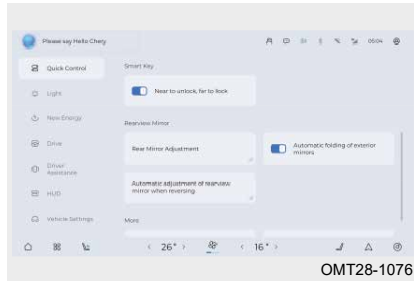 Please say Hello Chery
05:04
Quick Control
Light
New Energy
Drive
Driver
Assistance
HUD
Vehicle Settings
Smart Key
Near to unlock, far to lock
Rearview Mirror
Rear Mirror Adjustment
Automatic folding of exterior
mirrors
Automatic adjustment of rearview
mirror when reversing
More
< 26° >
< 16° >
OMT28-1076